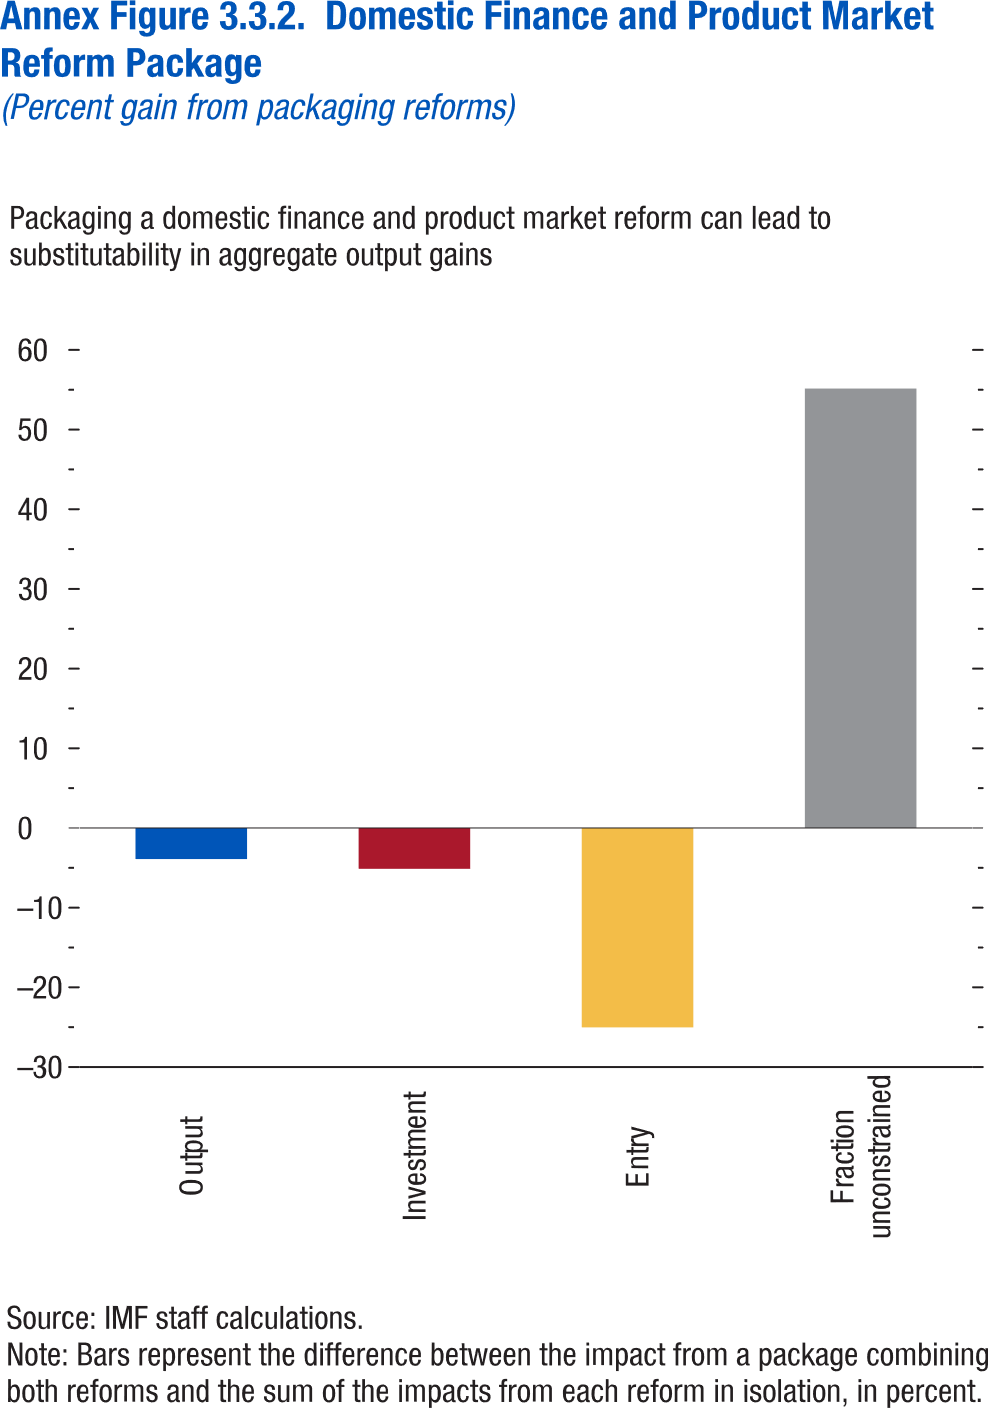 Annex Figure 3.3.2. Domestic Finance and Product Market
Reform Package
(Percent gain from packaging reforms)
Packaging a domestic finance and product market reform can lead to
substitutability in aggregate output gains
60
50
40
30
20
10
0
–10
–20
–30
Output
Investment
Entry
Fraction
unconstrained
Source: IMF staff calculations.
Note: Bars represent the difference between the impact from a package combining
both reforms and the sum of the impacts from each reform in isolation, in percent.